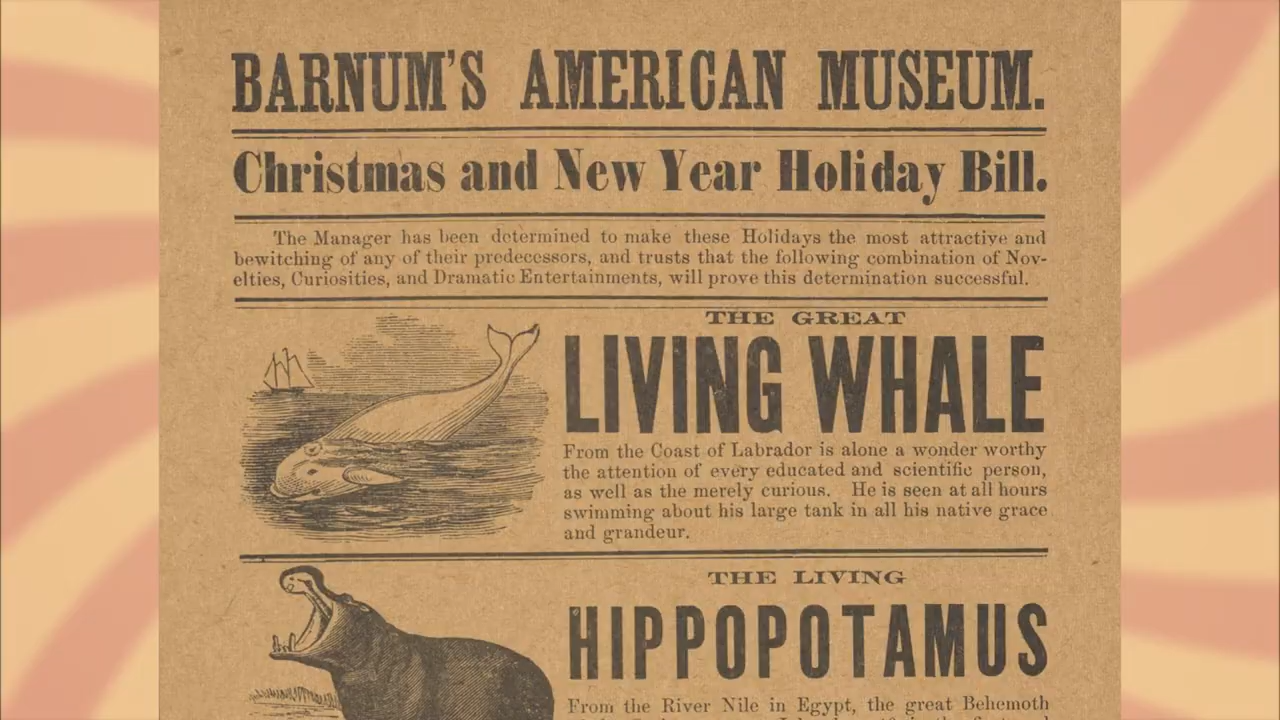 BARNUM'S AMERICAN MUSEUM.
Christmas and New Year Holiday Bill.
The Manager has been determined to make these Holidays the most attractive and
bewitching of any of their predecessors, and trusts that the following combination of Nov-
elties, Curiosities, and Dramatic Entertainments, will prove this determination successful.
THE GREAT
LIVING WHALE
From the Coast of Labrador is alone a wonder worthy
the attention of every educated and scientific person,
as well as the merely curious. He is seen at all hours
swimming about his large tank in all his native grace
and grandeur.
THE LIVING
HIPPOPOTAMUS
From the River Nile in Egypt, the great Behemoth